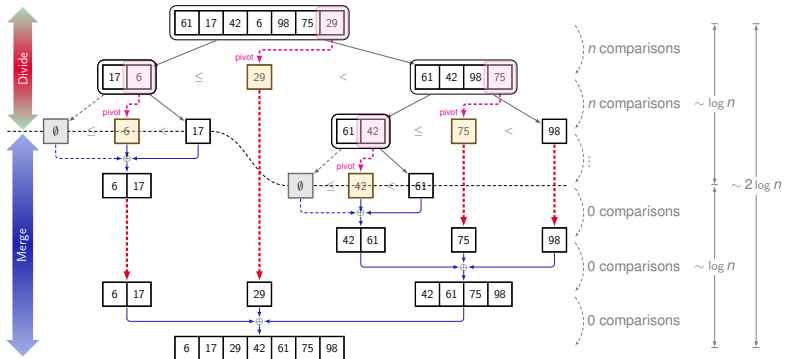 61 17 42 6 98 75 29
Divide
n comparisons
pivot
17 6 ≤ 29 < 61 42 98 75
n comparisons
~ log n
pivot
pivot
∅ ≤ 6 < 17
61 42 ≤ 75 < 98
⋮
pivot
6 17
∅ ≤ 42 < 61
~ 2 log n
0 comparisons
Merge
42 61 75 98
0 comparisons
~ log n
6 17 29 42 61 75 98
0 comparisons
6 17 29 42 61 75 98